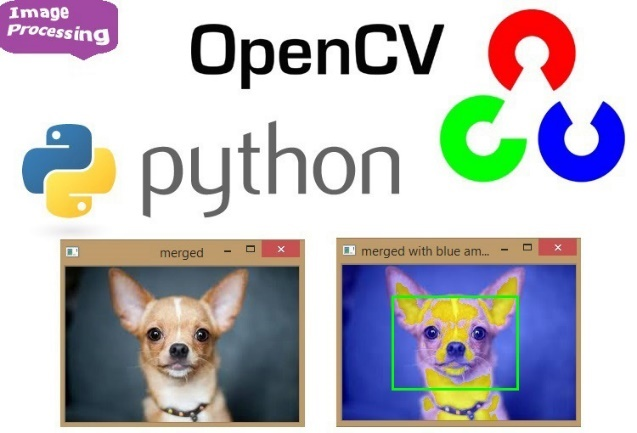 Image
Processing
OpenCV
python
merged
merged with blue am...